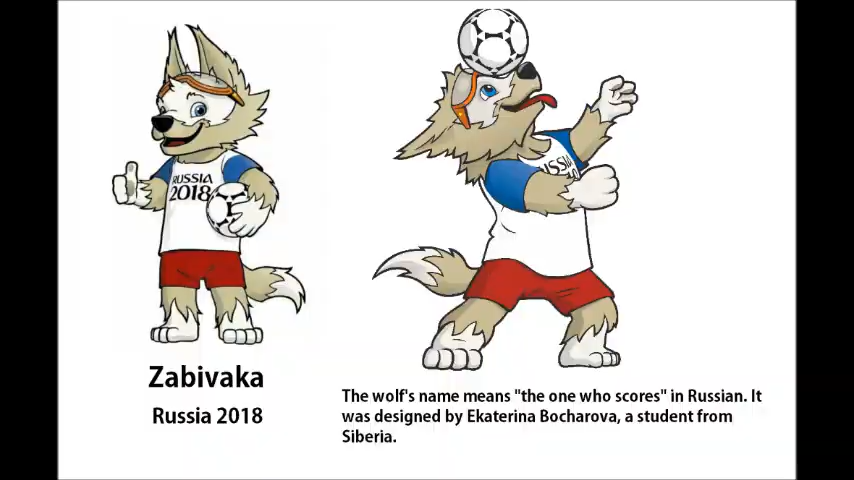 RUSSIA
2018
Zabivaka
Russia 2018
The wolf's name means "the one who scores" in Russian. It
was designed by Ekaterina Bocharova, a student from
Siberia.